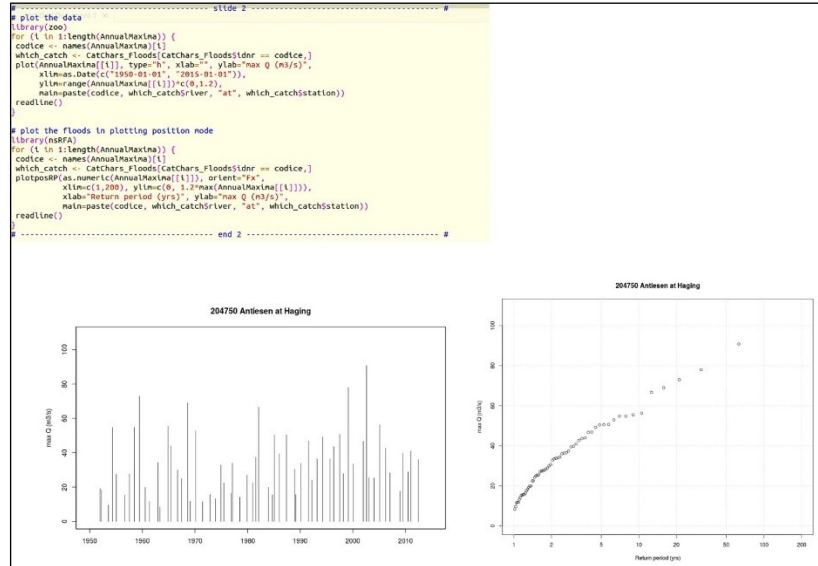 # ------------------------------------- slide 2 ------------------------------------- #
# plot the data
library(zoo)
for (i in 1:length(AnnualMaxima)) {
codice <- names(AnnualMaxima)[i]
which_catch <- CatChars_Floods[CatChars_Floods$idnr == codice,]
plot(AnnualMaxima[[i]], type="h", xlab="", ylab="max Q (m3/s)",
xlim=as.Date(c("1950-01-01", "2015-01-01")),
ylim=range(AnnualMaxima[[i]])*c(0,1.2),
main=paste(codice, which_catch$river, "at", which_catch$station))
readline()
}
# plot the floods in plotting position mode
library(nsRFA)
for (i in 1:length(AnnualMaxima)) {
codice <- names(AnnualMaxima)[i]
which_catch <- CatChars_Floods[CatChars_Floods$idnr == codice,]
plotposRP(as.numeric(AnnualMaxima[[i]]), orient="Fx",
xlim=c(1,200), ylim=c(0, 1.2*max(AnnualMaxima[[i]])),
xlab="Return period (yrs)", ylab="max Q (m3/s)",
main=paste(codice, which_catch$river, "at", which_catch$station))
readline()
}
# ------------------------------------- end 2 ------------------------------------- #
204750 Antiesen at Haging
max Q (m3/s)
100
80
60
40
20
0
1950 1960 1970 1980 1990 2000 2010
204750 Antiesen at Haging
max Q (m3/s)
100
80
60
40
20
0
1 2 5 10 20 50 100 200
Return period (yrs)